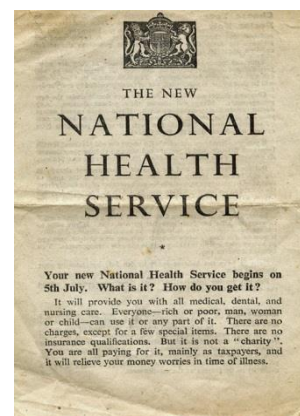 THE NEW
NATIONAL
HEALTH
SERVICE
*
Your new National Health Service begins on
5th July. What is it? How do you get it?
It will provide you with all medical, dental, and
nursing care. Everyone—rich or poor, man, woman
or child—can use it or any part of it. There are no
charges, except for a few special items. There are no
insurance qualifications. But it is not a "charity".
You are all paying for it, mainly as taxpayers, and
it will relieve your money worries in time of illness.